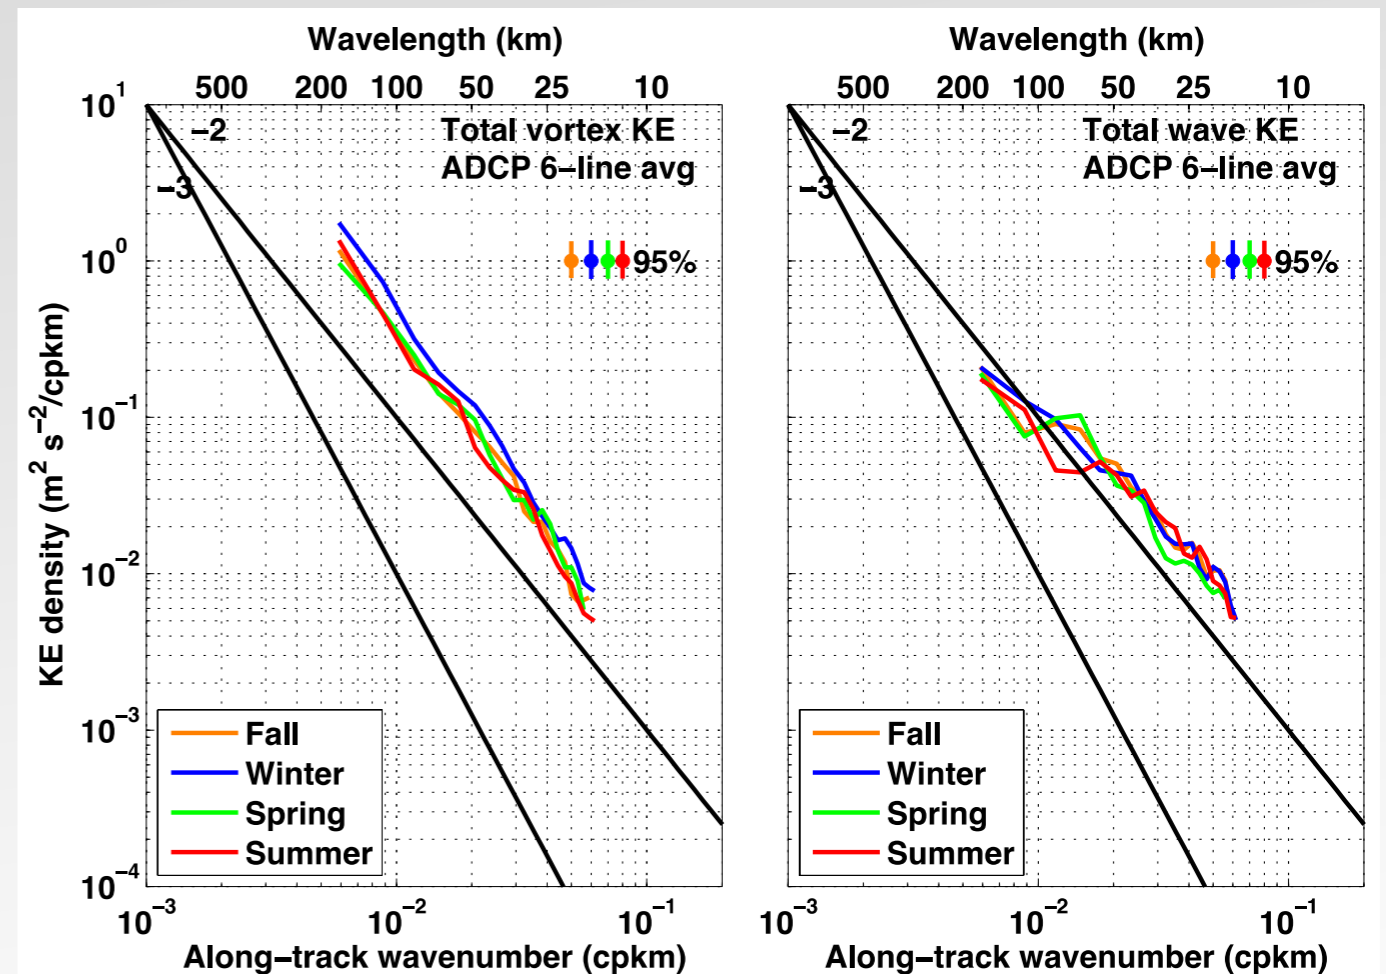 Wavelength (km)
500 200 100 50 25 10
10^1
10^0
10^−1
10^−2
10^−3
10^−4
KE density (m^2 s^−2/cpkm)
−2
−3
Total vortex KE
ADCP 6−line avg
95%
Fall
Winter
Spring
Summer
10^−3 10^−2 10^−1
Along−track wavenumber (cpkm)
Wavelength (km)
500 200 100 50 25 10
−2
−3
Total wave KE
ADCP 6−line avg
95%
Fall
Winter
Spring
Summer
10^−3 10^−2 10^−1
Along−track wavenumber (cpkm)